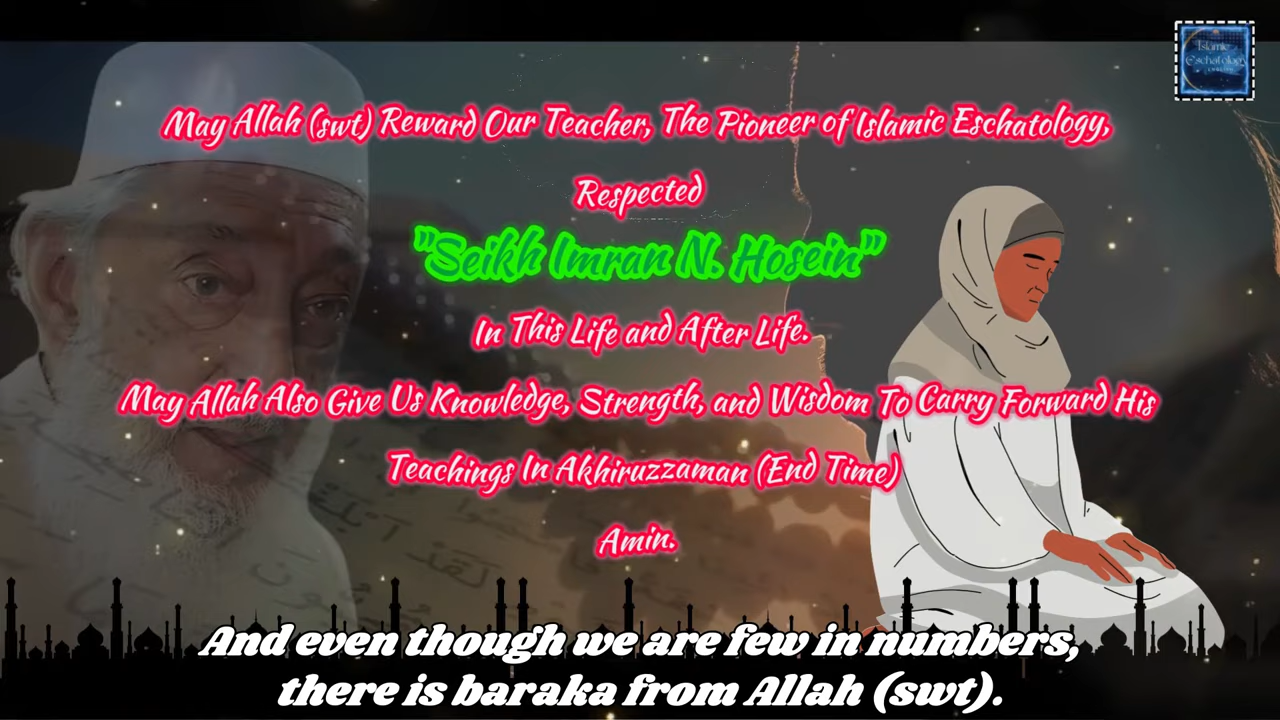 Islamic
Eschatology
May Allah (swt) Reward Our Teacher, The Pioneer of Islamic Eschatology,
Respected
"Seikh Imran N. Hosein"
In This Life and After Life.
May Allah Also Give Us Knowledge, Strength, and Wisdom To Carry Forward His
Teachings In Akhiruzzaman (End Time)
Amin.
And even though we are few in numbers,
there is baraka from Allah (swt).